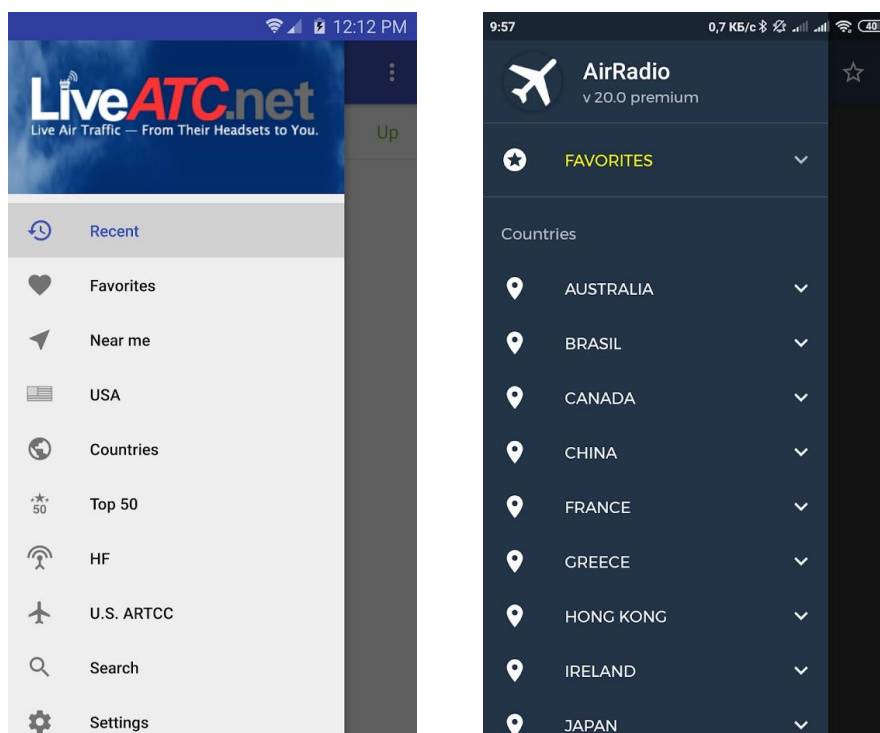 12:12 PM
LiveATC.net
Live Air Traffic — From Their Headsets to You.
Up
Recent
Favorites
Near me
USA
Countries
50
Top 50
HF
U.S. ARTCC
Search
Settings
9:57
0,7 КБ/с
40
AirRadio
v 20.0 premium
FAVORITES
Countries
AUSTRALIA
BRASIL
CANADA
CHINA
FRANCE
GREECE
HONG KONG
IRELAND
JAPAN